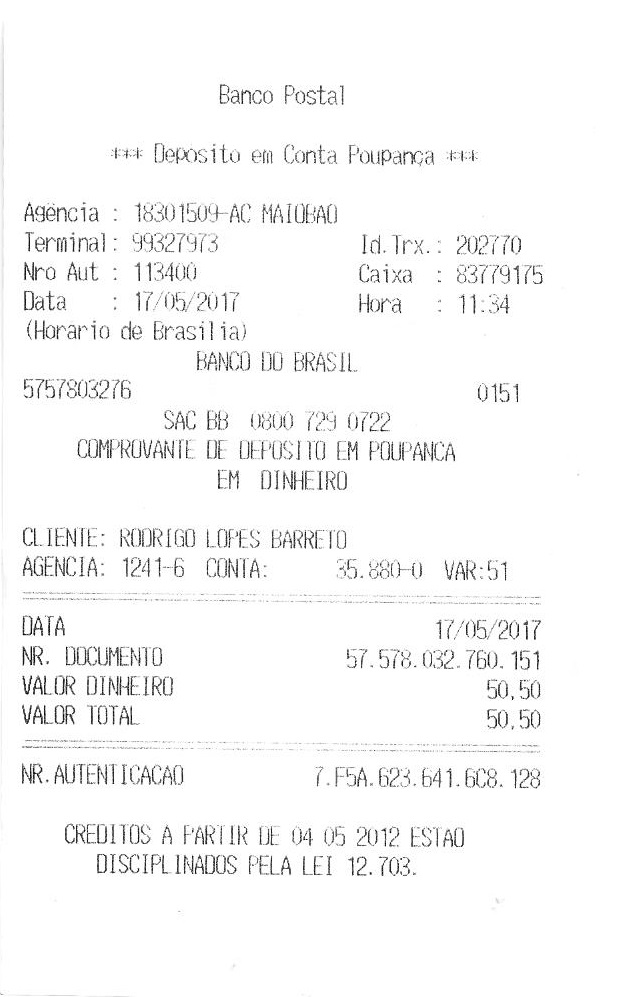 Banco Postal
*** Deposito em Conta Poupança ***
Agência : 18301509-AC MAIOBAO
Terminal: 99327973 Id.Trx.: 202770
Nro Aut : 113400 Caixa : 83779175
Data : 17/05/2017 Hora : 11:34
(Horario de Brasilia)
BANCO DO BRASIL
5757803276 0151
SAC BB 0800 729 0722
COMPROVANTE DE DEPOSITO EM POUPANCA
EM DINHEIRO
CLIENTE: RODRIGO LOPES BARRETO
AGENCIA: 1241-6 CONTA: 35.880-0 VAR:51
DATA 17/05/2017
NR. DOCUMENTO 57.578.032.760.151
VALOR DINHEIRO 50,50
VALOR TOTAL 50,50
NR.AUTENTICACAO 7.F5A.623.641.6C8.128
CREDITOS A PARTIR DE 04 05 2012 ESTAO
DISCIPLINADOS PELA LEI 12.703.